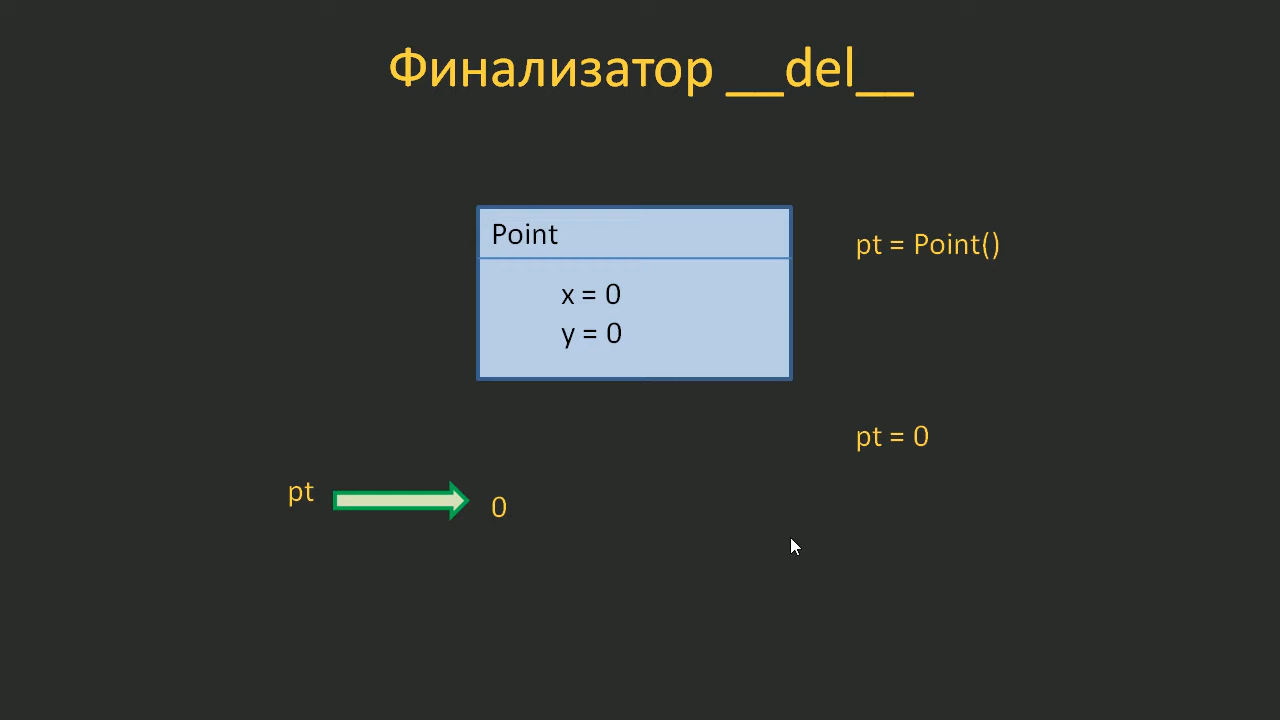 Финализатор __del__
Point
pt = Point()
x = 0
y = 0
pt = 0
pt
0